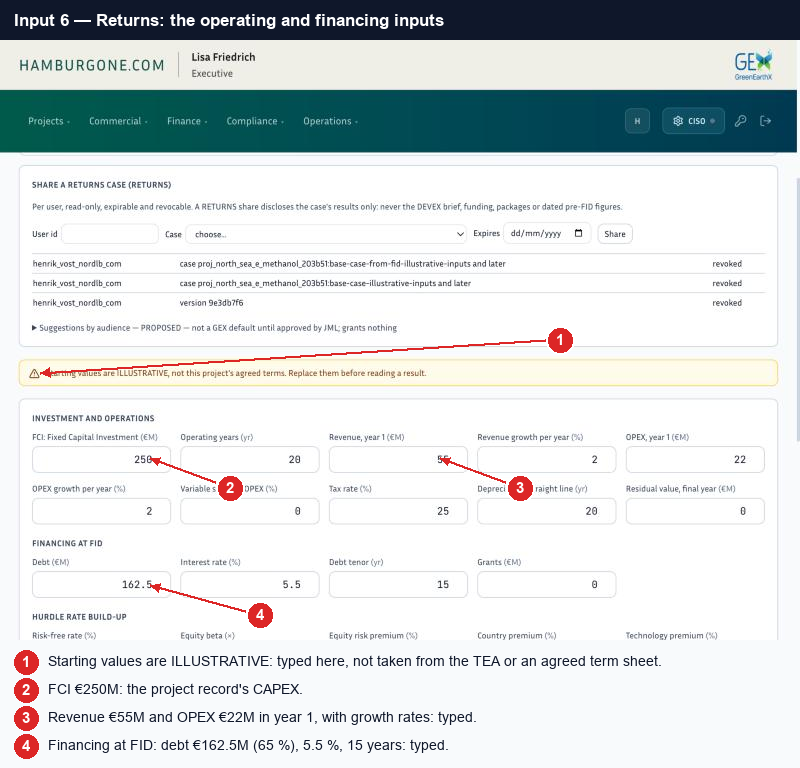 Input 6 — Returns: the operating and financing inputs
HAMBURGONE.COM
Lisa Friedrich
Executive
GEX
GreenEarthX
Projects
Commercial
Finance
Compliance
Operations
H
CISO
SHARE A RETURNS CASE (RETURNS)
Per user, read-only, expirable and revocable. A RETURNS share discloses the case's results only: never the DEVEX brief, funding, packages or dated pre-FID figures.
User id
Case choose...
Expires dd/mm/yyyy
Share
henrik_vost_nordlb_com case proj_north_sea_e_methanol_203b51:base-case-from-fid-illustrative-inputs and later revoked
henrik_vost_nordlb_com case proj_north_sea_e_methanol_203b51:base-case-illustrative-inputs and later revoked
henrik_vost_nordlb_com version 9e3db7f6 revoked
Suggestions by audience — PROPOSED — not a GEX default until approved by JML; grants nothing
1
values are ILLUSTRATIVE, not this project's agreed terms. Replace them before reading a result.
INVESTMENT AND OPERATIONS
FCI: Fixed Capital Investment (€M) Operating years (yr) Revenue, year 1 (€M) Revenue growth per year (%) OPEX, year 1 (€M)
250 20 55 2 22
2 3
OPEX growth per year (%) Variable OPEX (%) Tax rate (%) straight line (yr) Residual value, final year (€M)
2 0 25 20 0
FINANCING AT FID
Debt (€M) Interest rate (%) Debt tenor (yr) Grants (€M)
162.5 5.5 15 0
4
HURDLE RATE BUILD-UP
Risk-free rate (%) Equity beta (×) Equity risk premium (%) Country premium (%) Technology premium (%)
1 Starting values are ILLUSTRATIVE: typed here, not taken from the TEA or an agreed term sheet.
2 FCI €250M: the project record's CAPEX.
3 Revenue €55M and OPEX €22M in year 1, with growth rates: typed.
4 Financing at FID: debt €162.5M (65 %), 5.5 %, 15 years: typed.